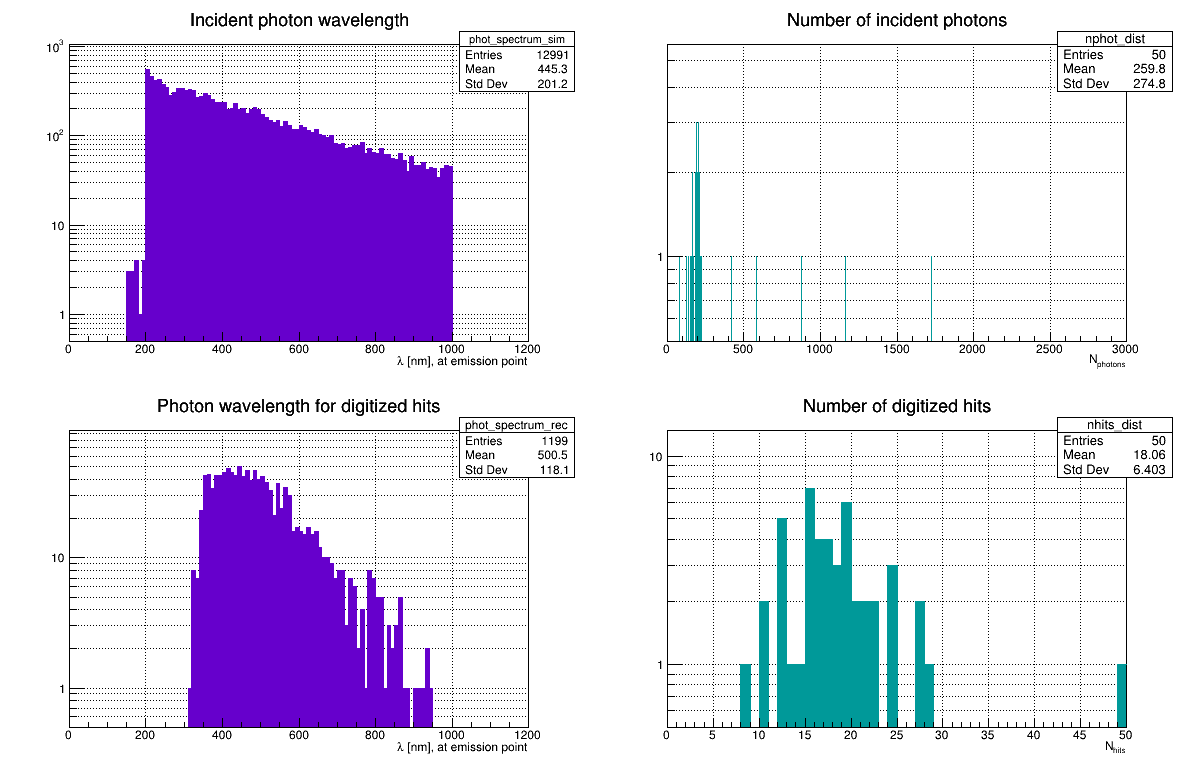 Incident photon wavelength
phot_spectrum_sim
Entries 12991
Mean 445.3
Std Dev 201.2
10^3
10^2
10
1
0 200 400 600 800 1000 1200
λ [nm], at emission point
Number of incident photons
nphot_dist
Entries 50
Mean 259.8
Std Dev 274.8
1
0 500 1000 1500 2000 2500 3000
N_photons
Photon wavelength for digitized hits
phot_spectrum_rec
Entries 1199
Mean 500.5
Std Dev 118.1
10
1
0 200 400 600 800 1000 1200
λ [nm], at emission point
Number of digitized hits
nhits_dist
Entries 50
Mean 18.06
Std Dev 6.403
10
1
0 5 10 15 20 25 30 35 40 45 50
N_hits